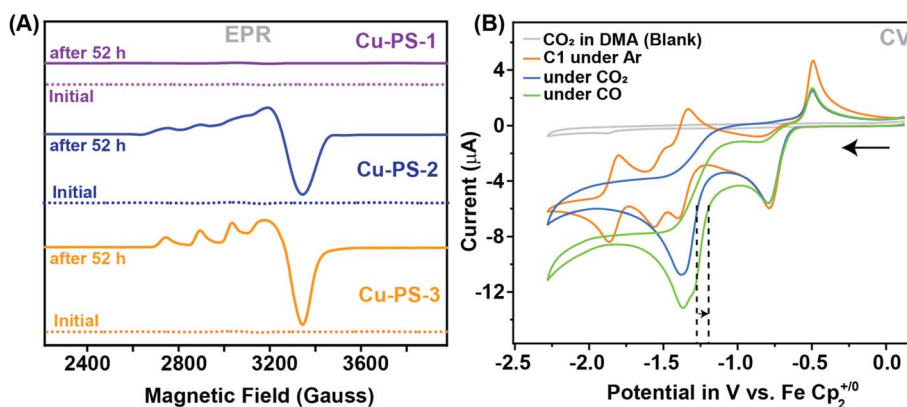 (A)
EPR
Cu-PS-1
after 52 h
Initial
Cu-PS-2
after 52 h
Initial
after 52 h
Cu-PS-3
Initial
2400 2800 3200 3600
Magnetic Field (Gauss)
(B)
CV
CO₂ in DMA (Blank)
C1 under Ar
under CO₂
under CO
4
0
-4
-8
-12
Current (μA)
-2.5 -2.0 -1.5 -1.0 -0.5 0.0
Potential in V vs. Fe Cp₂⁺ᐟ⁰